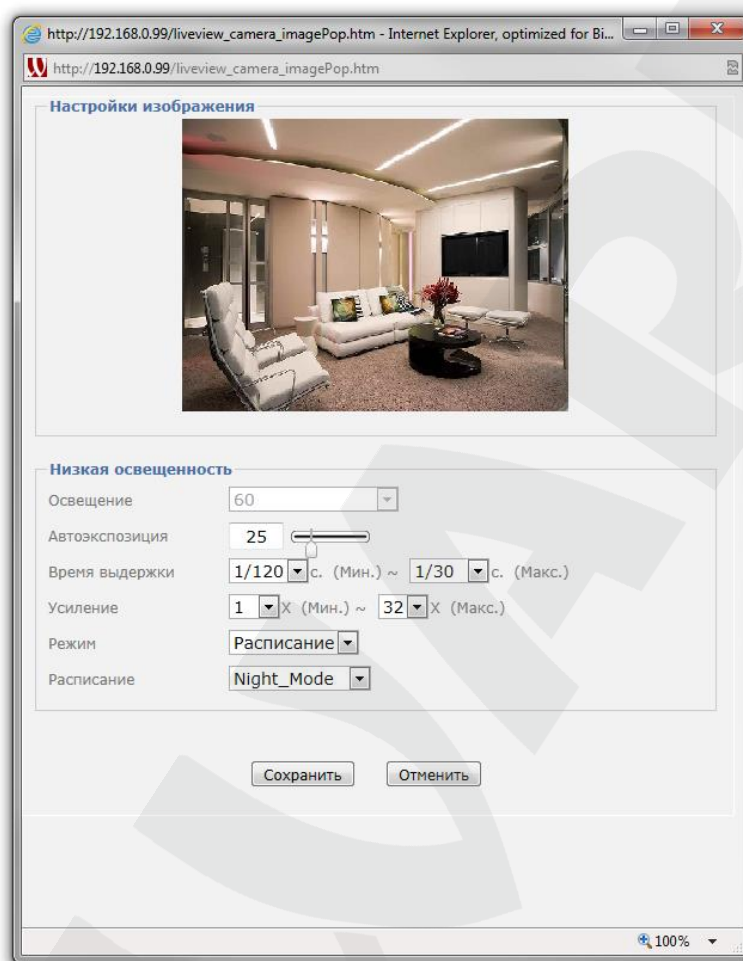 http://192.168.0.99/liveview_camera_imagePop.htm - Internet Explorer, optimized for Bi...
http://192.168.0.99/liveview_camera_imagePop.htm
Настройки изображения
Низкая освещенность
Освещение 60
Автоэкспозиция 25
Время выдержки 1/120 с. (Мин.) ~ 1/30 с. (Макс.)
Усиление 1 X (Мин.) ~ 32 X (Макс.)
Режим Расписание
Расписание Night_Mode
Сохранить Отменить
100%